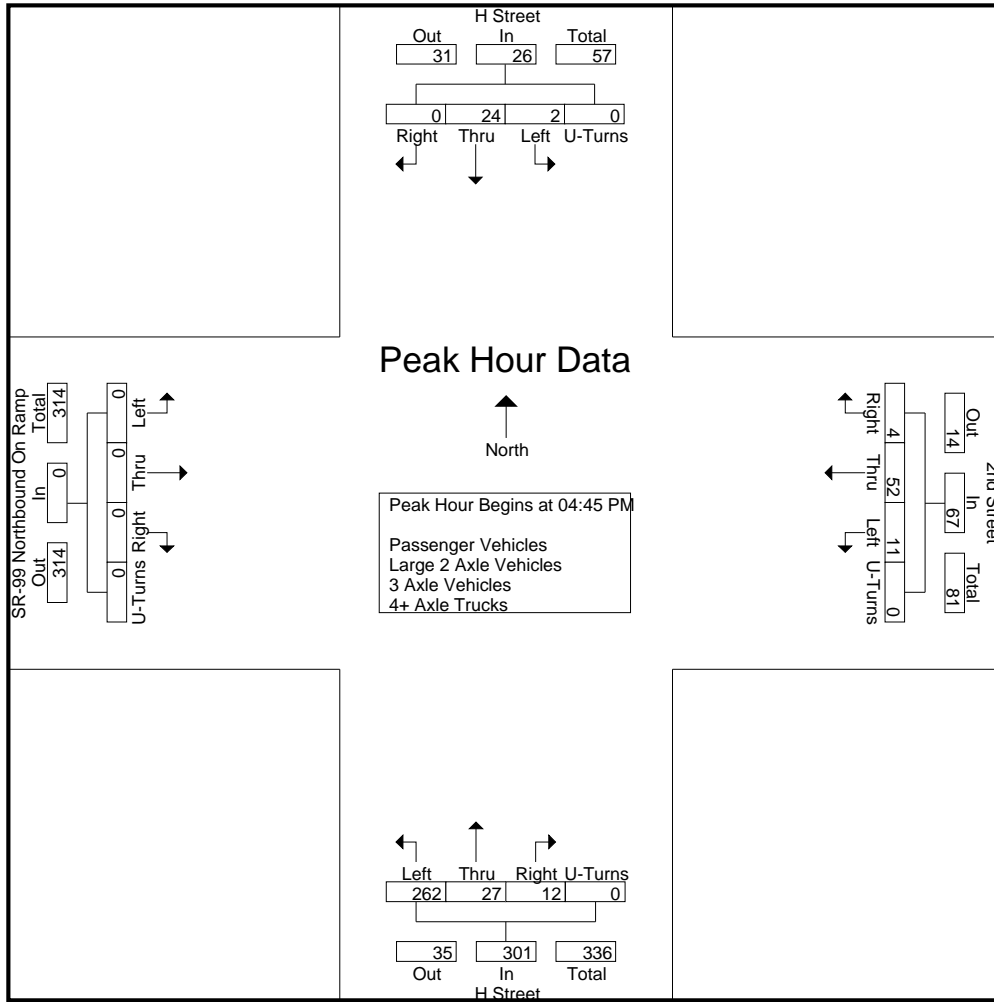 H Street
Out In Total
31 26 57
0 24 2 0
Right Thru Left U-Turns
Peak Hour Data
North
Peak Hour Begins at 04:45 PM
Passenger Vehicles
Large 2 Axle Vehicles
3 Axle Vehicles
4+ Axle Trucks
SR-99 Northbound On Ramp
Out In Total
314 0 314
0 0 0 0
U-Turns Right Thru Left
2nd Street
Out In Total
14 67 81
4 52 11 0
Right Thru Left U-Turns
Left Thru Right U-Turns
262 27 12 0
35 301 336
Out In Total
H Street